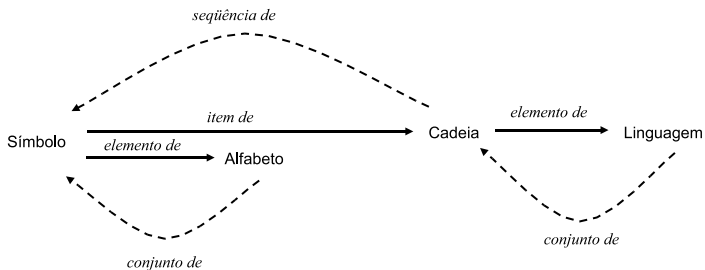 seqüência de
item de
elemento de
Símbolo
Cadeia
Linguagem
elemento de
Alfabeto
conjunto de
conjunto de